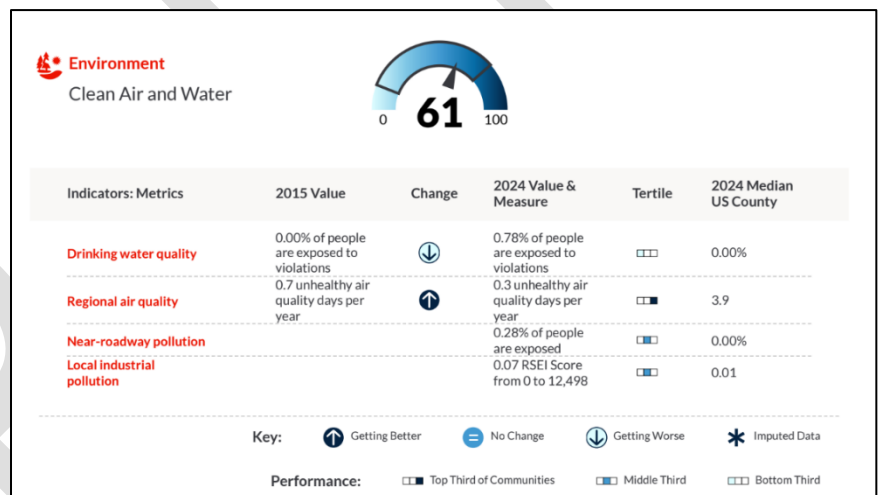 Environment
Clean Air and Water
0 61 100
Indicators: Metrics 2015 Value Change 2024 Value & Measure Tertile 2024 Median US County
Drinking water quality 0.00% of people are exposed to violations 0.78% of people are exposed to violations 0.00%
Regional air quality 0.7 unhealthy air quality days per year 0.3 unhealthy air quality days per year 3.9
Near-roadway pollution 0.28% of people are exposed 0.00%
Local industrial pollution 0.07 RSEI Score from 0 to 12,498 0.01
Key: Getting Better = No Change Getting Worse * Imputed Data
Performance: Top Third of Communities Middle Third Bottom Third